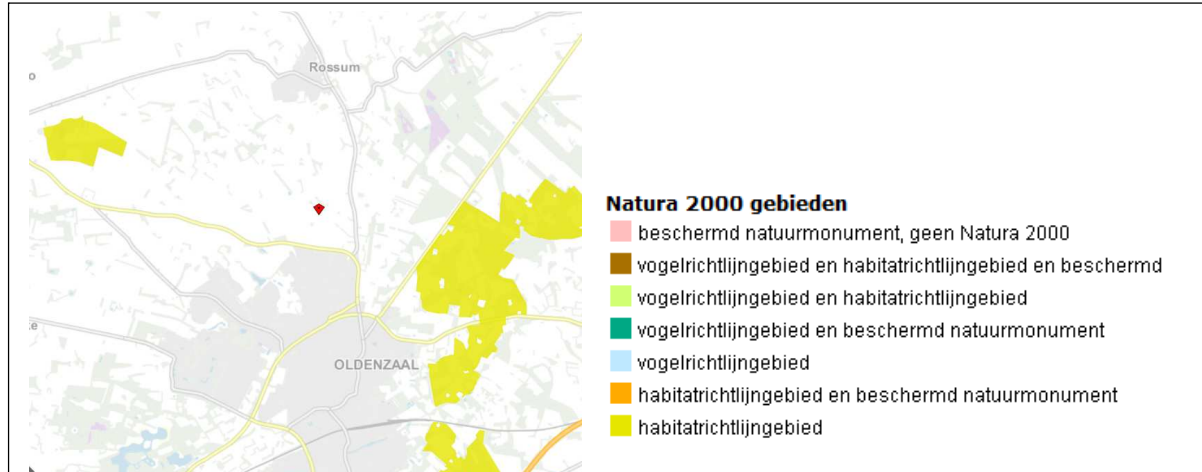 Rossum
o
OLDENZAAL
e
Natura 2000 gebieden
beschermd natuurmonument, geen Natura 2000
vogelrichtlijngebied en habitatrichtlijngebied en beschermd
vogelrichtlijngebied en habitatrichtlijngebied
vogelrichtlijngebied en beschermd natuurmonument
vogelrichtlijngebied
habitatrichtlijngebied en beschermd natuurmonument
habitatrichtlijngebied